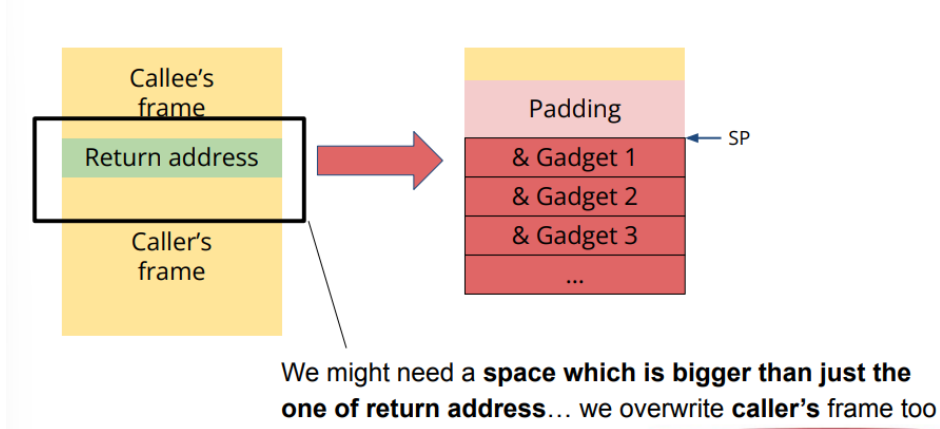 Callee's
frame
Return address
Caller's
frame
Padding
SP
& Gadget 1
& Gadget 2
& Gadget 3
...
We might need a space which is bigger than just the
one of return address… we overwrite caller's frame too